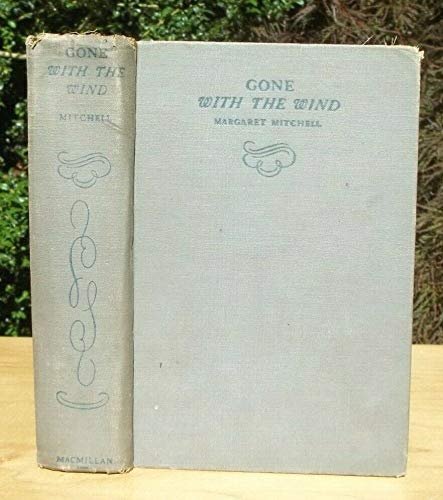 GONE
WITH THE
WIND
MITCHELL
MACMILLAN
GONE
WITH THE WIND
MARGARET MITCHELL